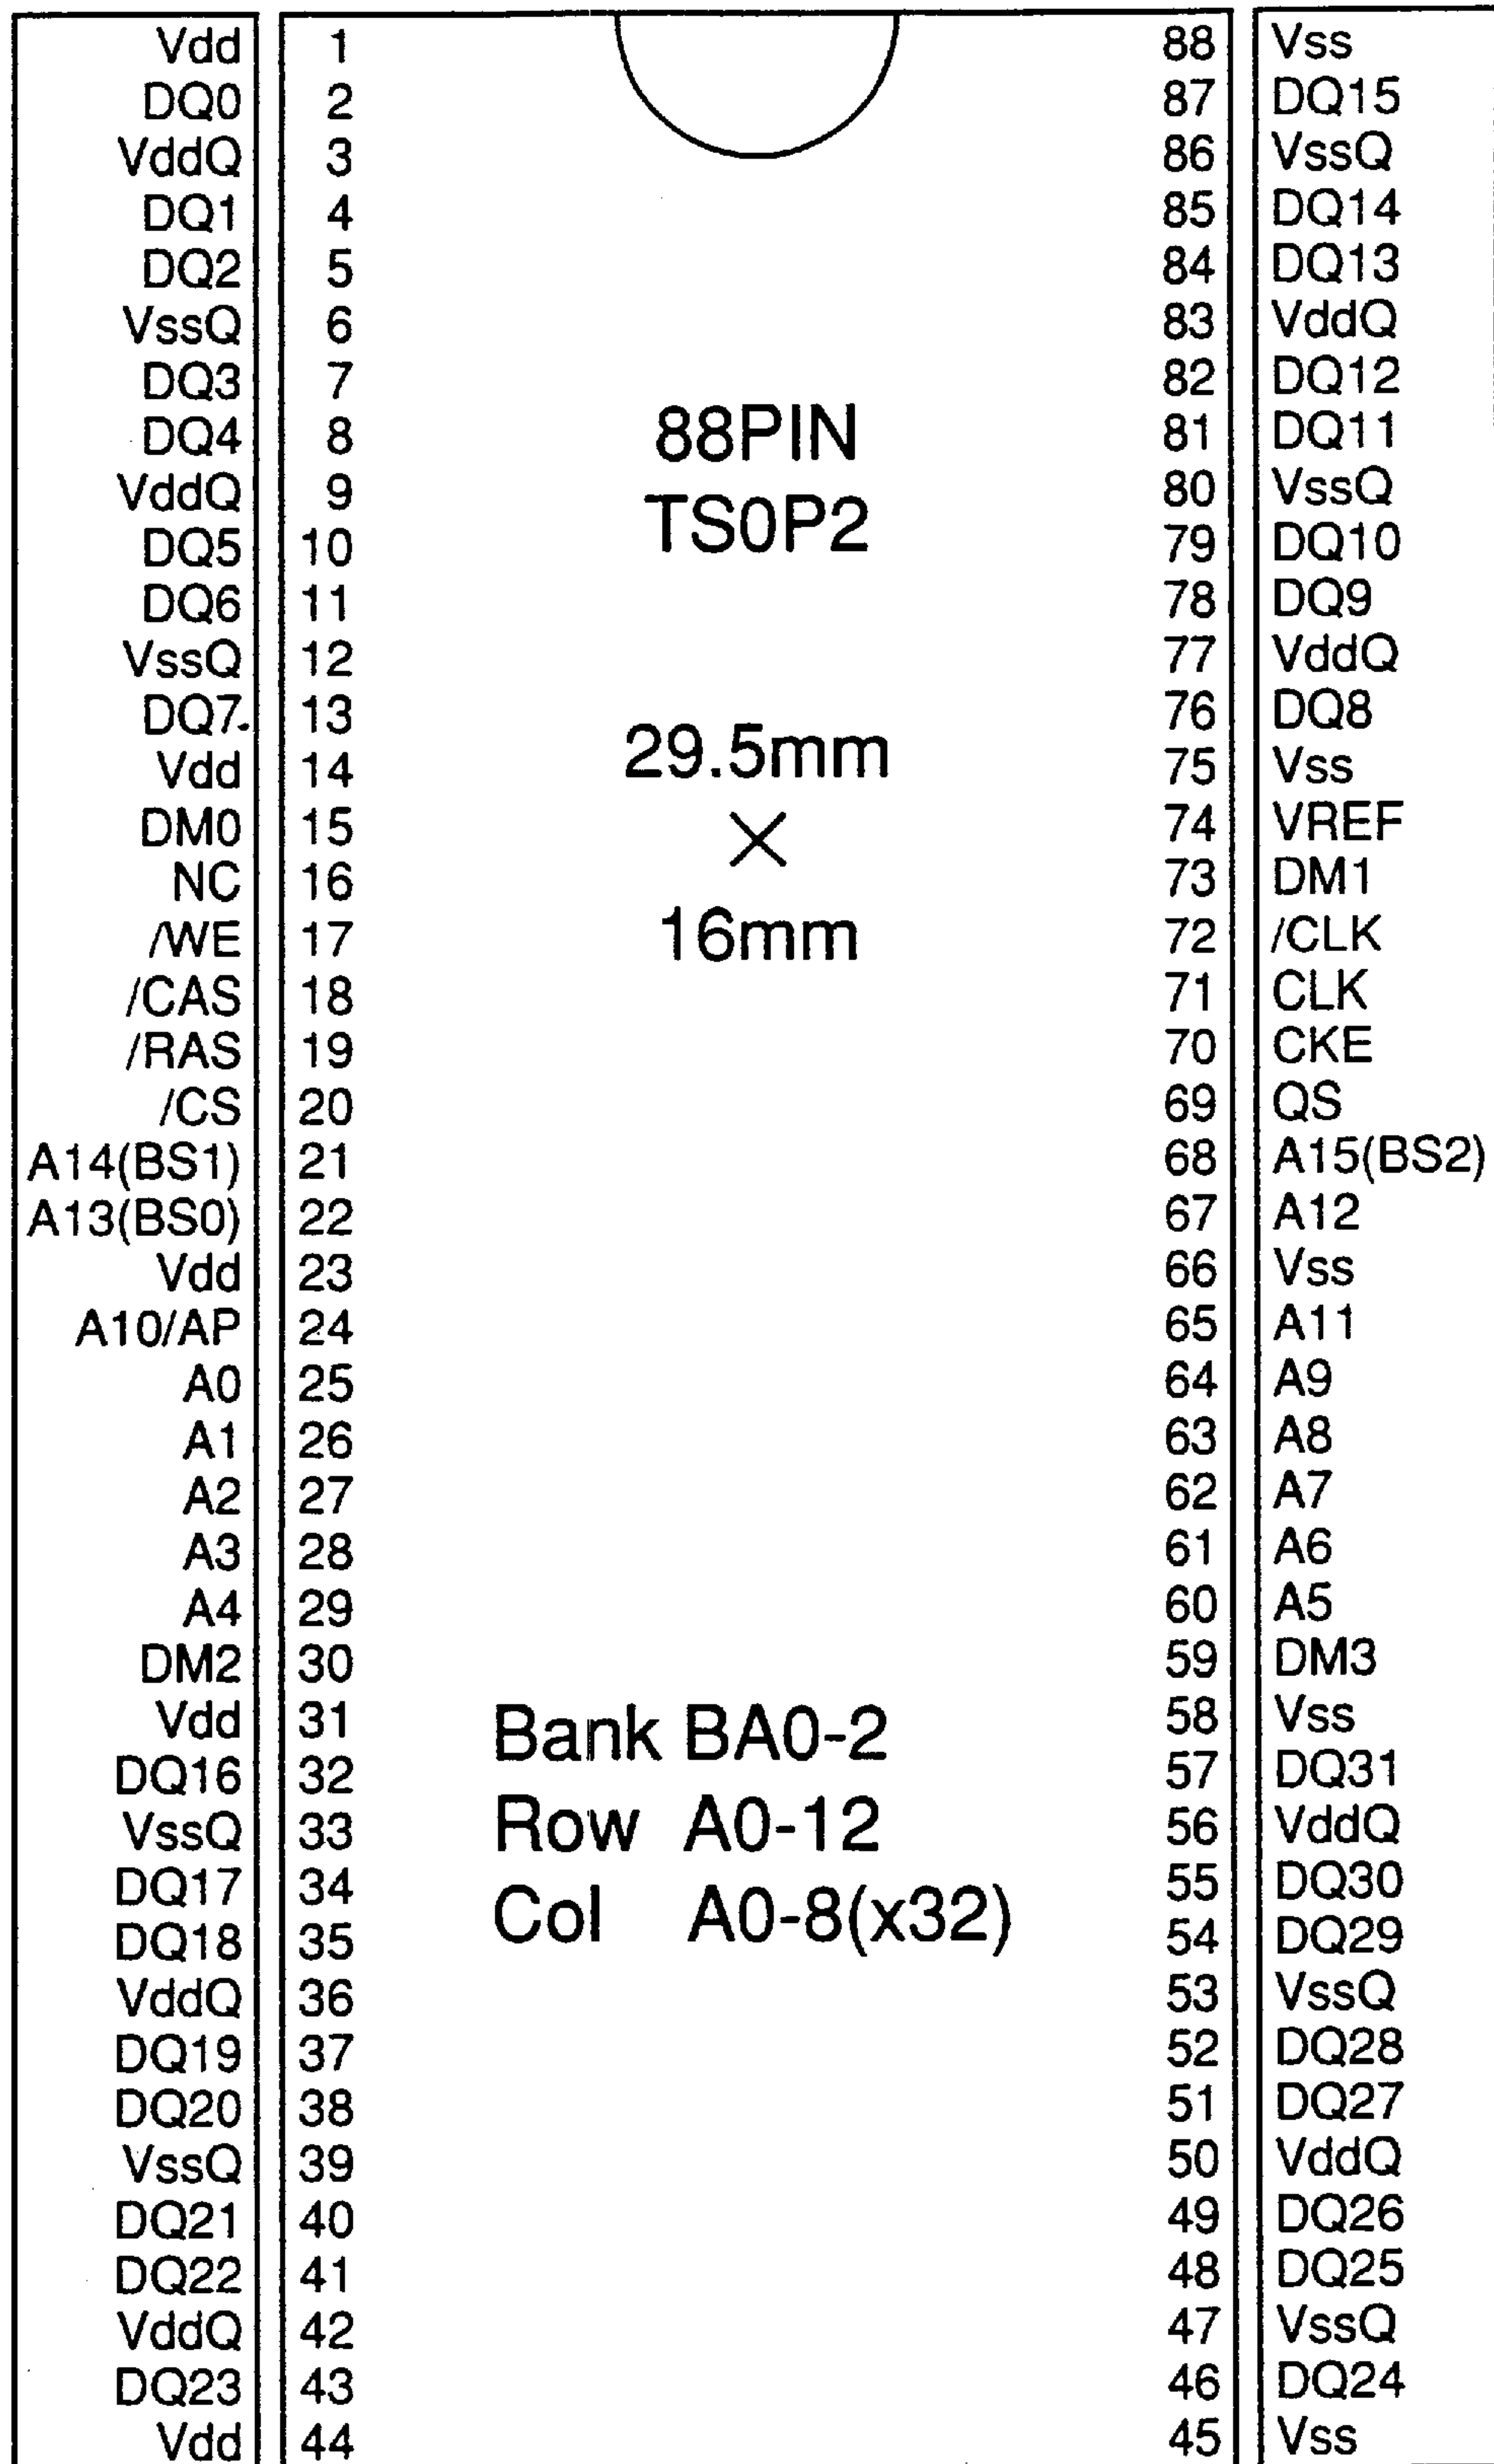 Vdd 1 88 Vss
DQ0 2 87 DQ15
VddQ 3 86 VssQ
DQ1 4 85 DQ14
DQ2 5 84 DQ13
VssQ 6 83 VddQ
DQ3 7 82 DQ12
DQ4 8 88PIN 81 DQ11
VddQ 9 80 VssQ
DQ5 10 TS0P2 79 DQ10
DQ6 11 78 DQ9
VssQ 12 77 VddQ
DQ7 13 76 DQ8
Vdd 14 29.5mm 75 Vss
DM0 15 × 74 VREF
NC 16 73 DM1
/WE 17 16mm 72 /CLK
/CAS 18 71 CLK
/RAS 19 70 CKE
/CS 20 69 QS
A14(BS1) 21 68 A15(BS2)
A13(BS0) 22 67 A12
Vdd 23 66 Vss
A10/AP 24 65 A11
A0 25 64 A9
A1 26 63 A8
A2 27 62 A7
A3 28 61 A6
A4 29 60 A5
DM2 30 59 DM3
Vdd 31 Bank BA0-2 58 Vss
DQ16 32 57 DQ31
VssQ 33 Row A0-12 56 VddQ
DQ17 34 55 DQ30
DQ18 35 Col A0-8(x32) 54 DQ29
VddQ 36 53 VssQ
DQ19 37 52 DQ28
DQ20 38 51 DQ27
VssQ 39 50 VddQ
DQ21 40 49 DQ26
DQ22 41 48 DQ25
VddQ 42 47 VssQ
DQ23 43 46 DQ24
Vdd 44 45 Vss